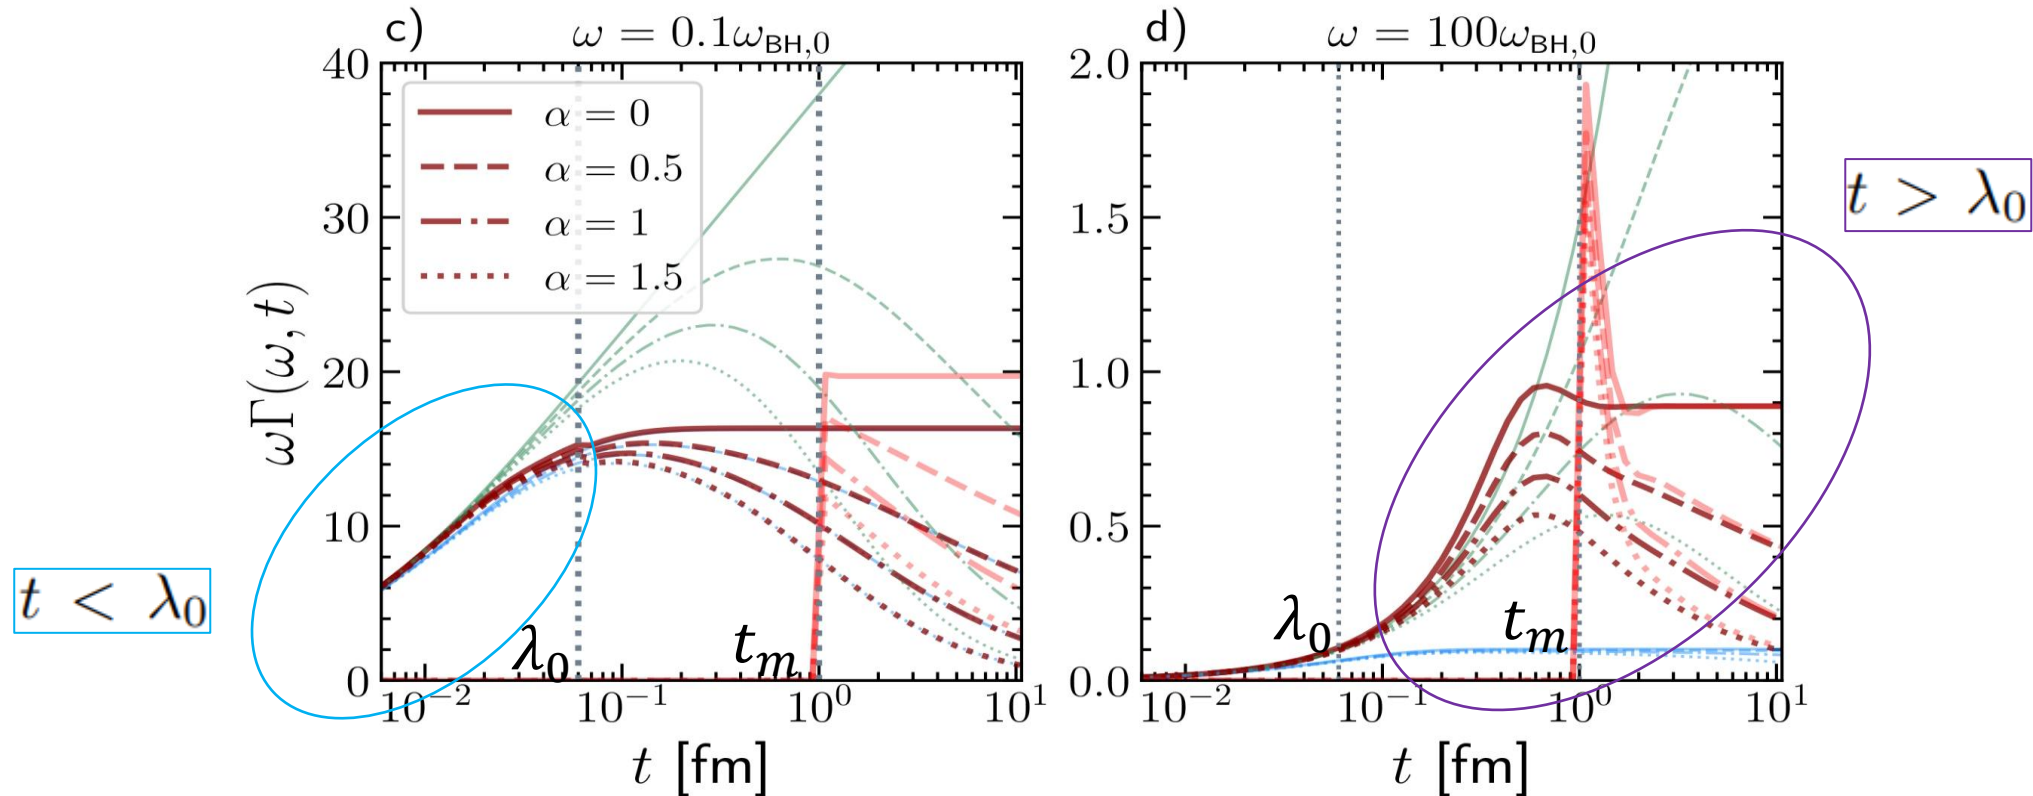 c)
ω = 0.1ω_BH,0
40
30
20
10
0
α = 0
α = 0.5
α = 1
α = 1.5
ωΓ(ω, t)
t < λ₀
λ₀
t_m
10⁻²
10⁻¹
10⁰
10¹
t [fm]
d)
ω = 100ω_BH,0
2.0
1.5
1.0
0.5
0.0
t > λ₀
λ₀
t_m
10⁻²
10⁻¹
10⁰
10¹
t [fm]